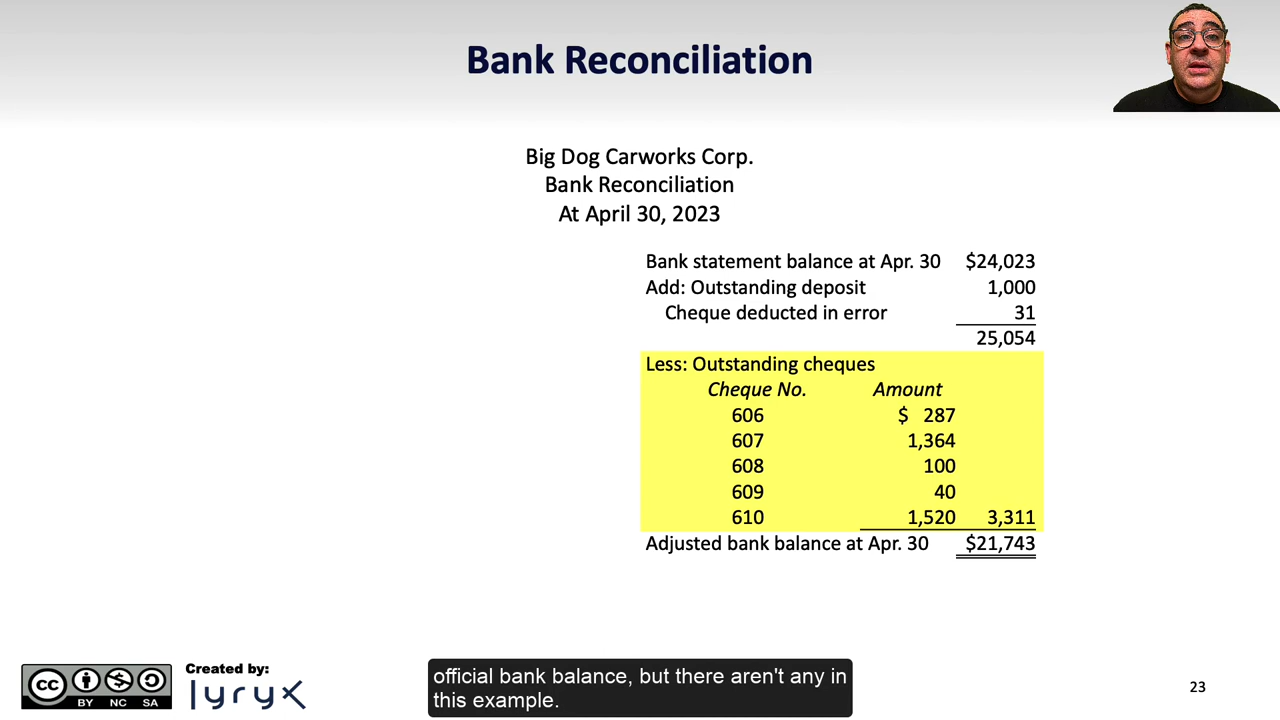 Bank Reconciliation
Big Dog Carworks Corp.
Bank Reconciliation
At April 30, 2023
Bank statement balance at Apr. 30 $24,023
Add: Outstanding deposit 1,000
Cheque deducted in error 31
25,054
Less: Outstanding cheques
Cheque No. Amount
606 $ 287
607 1,364
608 100
609 40
610 1,520 3,311
Adjusted bank balance at Apr. 30 $21,743
cc BY NC SA
Created by:
lyryx
official bank balance, but there aren't any in
this example.
23